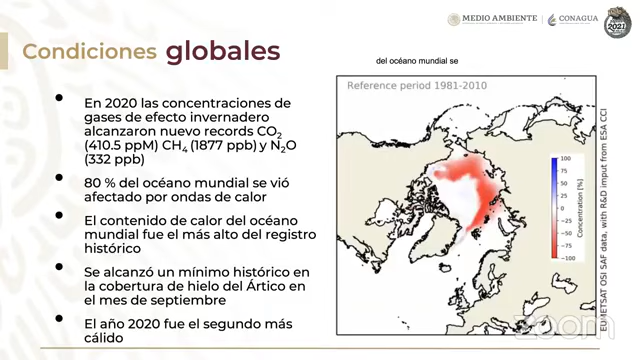 MEDIO AMBIENTE
CONAGUA
2021
Condiciones globales
del océano mundial se
En 2020 las concentraciones de
gases de efecto invernadero
alcanzaron nuevo records CO2
(410.5 ppM) CH4 (1877 ppb) y N2O
(332 ppb)
80 % del océano mundial se vió
afectado por ondas de calor
El contenido de calor del océano
mundial fue el más alto del registro
histórico
Se alcanzó un mínimo histórico en
la cobertura de hielo del Ártico en
el mes de septiembre
El año 2020 fue el segundo más
cálido
Reference period 1981-2010
100
75
50
25
0
−25
−50
−75
−100
Concentration [%]
EUMETSAT OSI SAF data, with R&D imput from ESA CCI
zoom